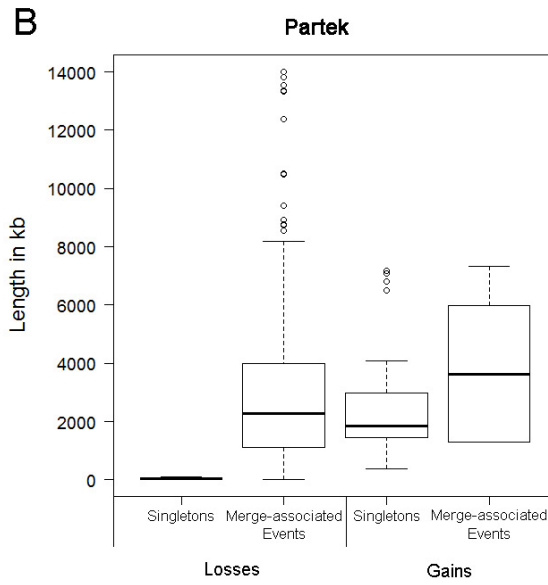 B
Partek
14000
12000
10000
8000
6000
4000
2000
0
Length in kb
Singletons
Merge-associated
Events
Singletons
Merge-associated
Events
Losses
Gains